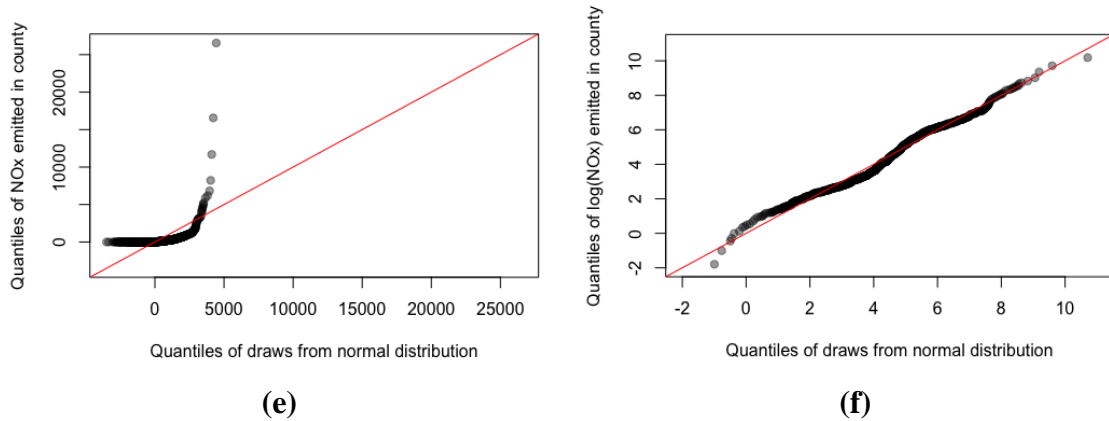 Quantiles of NOx emitted in county
0 10000 20000
0 5000 10000 15000 20000 25000
Quantiles of draws from normal distribution
(e)
Quantiles of log(NOx) emitted in county
-2 0 2 4 6 8 10
-2 0 2 4 6 8 10
Quantiles of draws from normal distribution
(f)